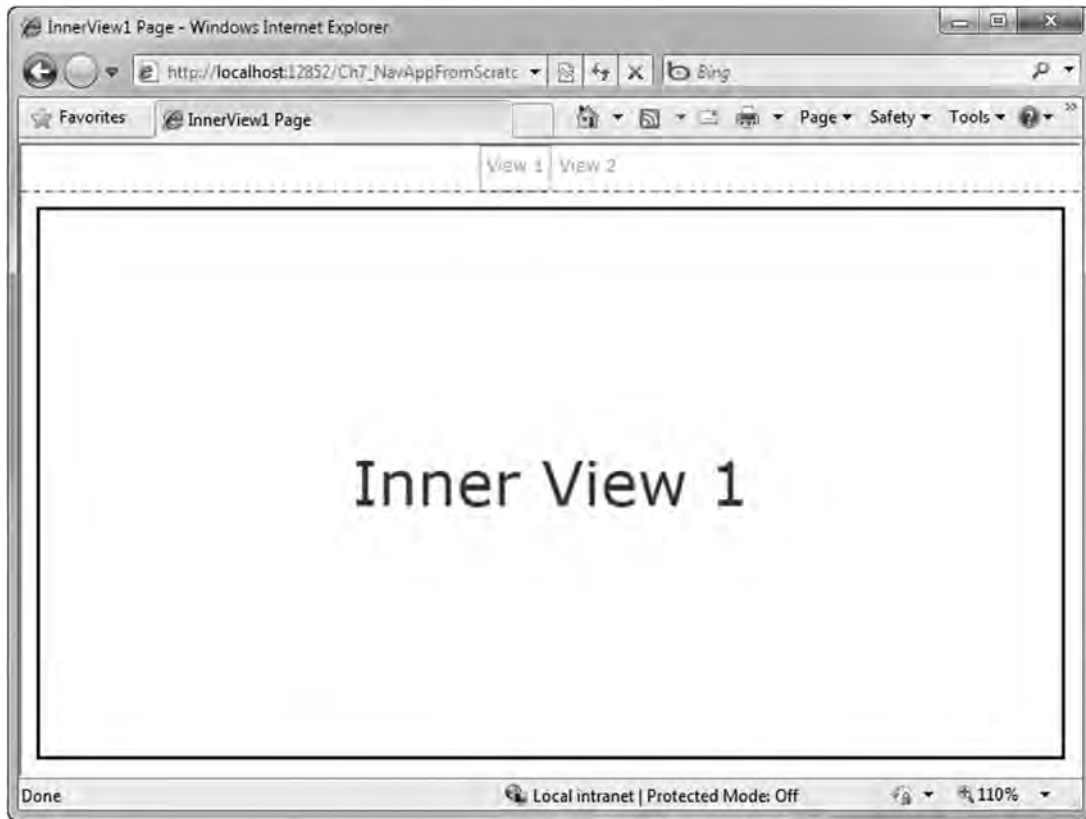 InnerView1 Page - Windows Internet Explorer
http://localhost:12852/Ch7_NavAppFromScratc
Bing
Favorites
InnerView1 Page
Page
Safety
Tools
View 1
View 2
Inner View 1
Done
Local intranet | Protected Mode: Off
110%